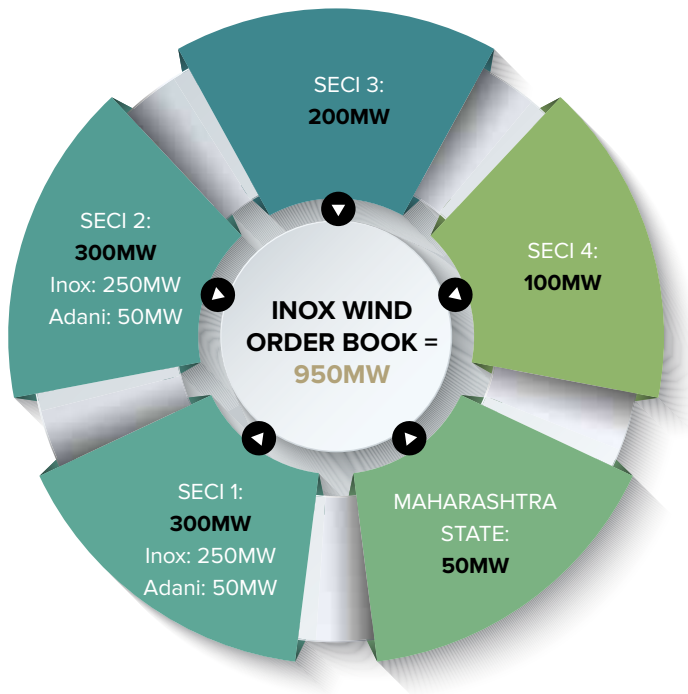 SECI 3:
200MW
SECI 2:
300MW
Inox: 250MW
Adani: 50MW
SECI 4:
100MW
INOX WIND
ORDER BOOK =
950MW
SECI 1:
300MW
Inox: 250MW
Adani: 50MW
MAHARASHTRA
STATE:
50MW